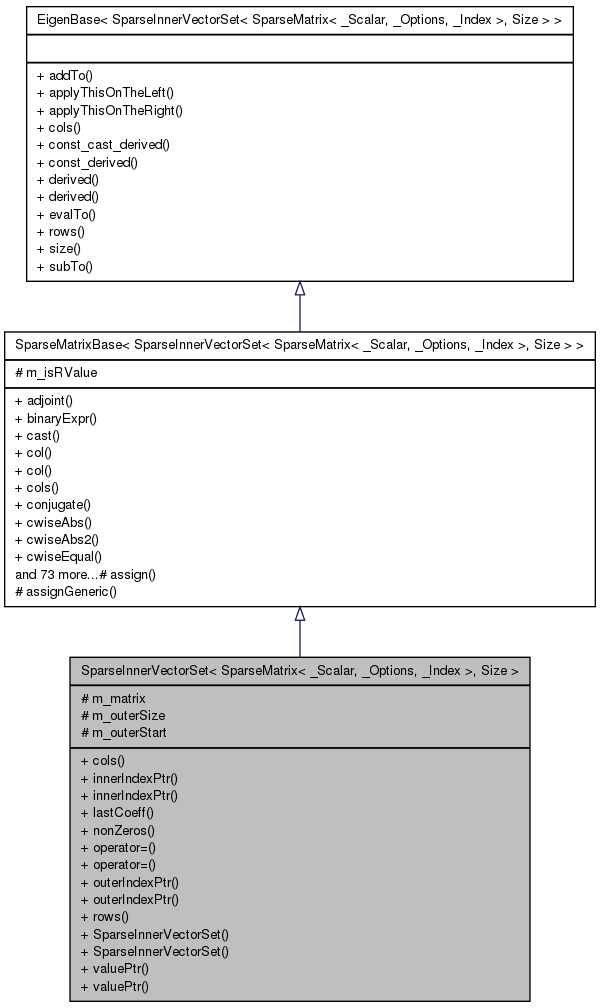 EigenBase< SparseInnerVectorSet< SparseMatrix< _Scalar, _Options, _Index >, Size > >
+ addTo()
+ applyThisOnTheLeft()
+ applyThisOnTheRight()
+ cols()
+ const_cast_derived()
+ const_derived()
+ derived()
+ derived()
+ evalTo()
+ rows()
+ size()
+ subTo()
SparseMatrixBase< SparseInnerVectorSet< SparseMatrix< _Scalar, _Options, _Index >, Size > >
# m_isRValue
+ adjoint()
+ binaryExpr()
+ cast()
+ col()
+ col()
+ cols()
+ conjugate()
+ cwiseAbs()
+ cwiseAbs2()
+ cwiseEqual()
and 73 more...# assign()
# assignGeneric()
SparseInnerVectorSet< SparseMatrix< _Scalar, _Options, _Index >, Size >
# m_matrix
# m_outerSize
# m_outerStart
+ cols()
+ innerIndexPtr()
+ innerIndexPtr()
+ lastCoeff()
+ nonZeros()
+ operator=()
+ operator=()
+ outerIndexPtr()
+ outerIndexPtr()
+ rows()
+ SparseInnerVectorSet()
+ SparseInnerVectorSet()
+ valuePtr()
+ valuePtr()